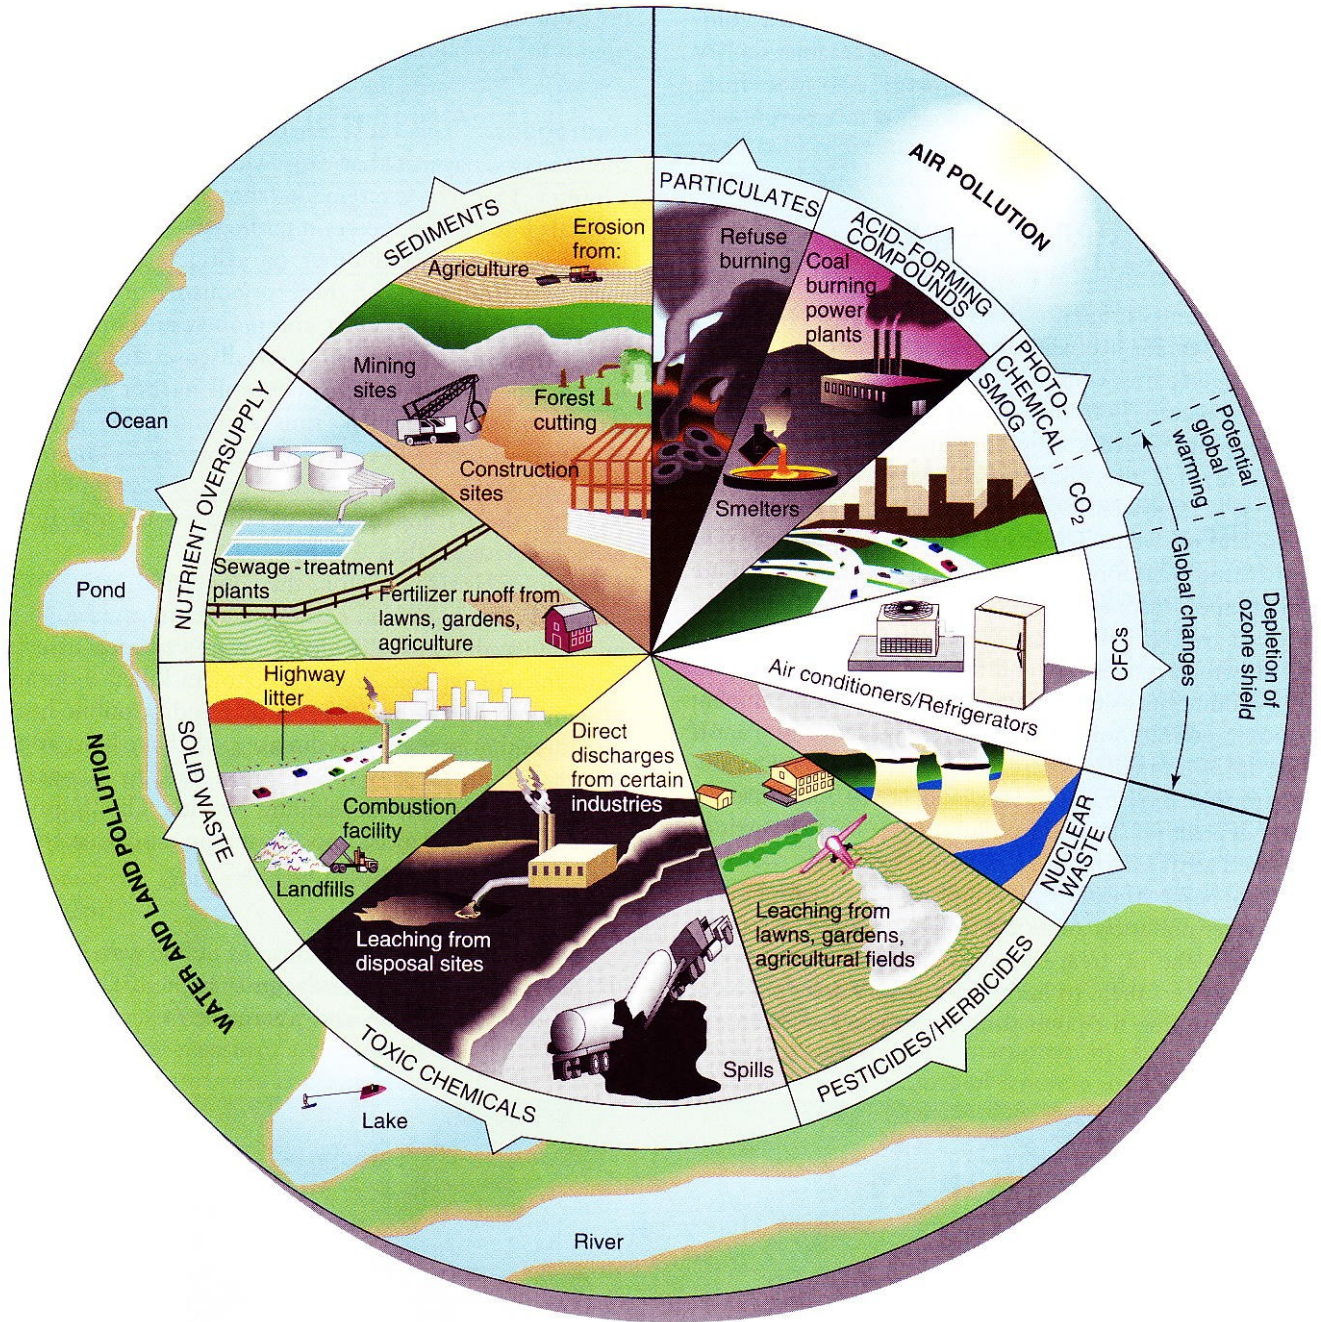 AIR POLLUTION
PARTICULATES
Refuse
burning
ACID-FORMING
COMPOUNDS
Coal
burning
power
plants
Smelters
PHOTO-
CHEMICAL
SMOG
CO2
Potential
global
warming
Global changes
Depletion of
ozone shield
CFCs
Air conditioners/Refrigerators
NUCLEAR
WASTE
PESTICIDES/HERBICIDES
Leaching from
lawns, gardens,
agricultural fields
TOXIC CHEMICALS
Direct
discharges
from certain
industries
Leaching from
disposal sites
Spills
SOLID WASTE
Highway
litter
Combustion
facility
Landfills
NUTRIENT OVERSUPPLY
Sewage-treatment
plants
Fertilizer runoff from
lawns, gardens,
agriculture
SEDIMENTS
Erosion
from:
Agriculture
Mining
sites
Forest
cutting
Construction
sites
WATER AND LAND POLLUTION
Ocean
Pond
Lake
River